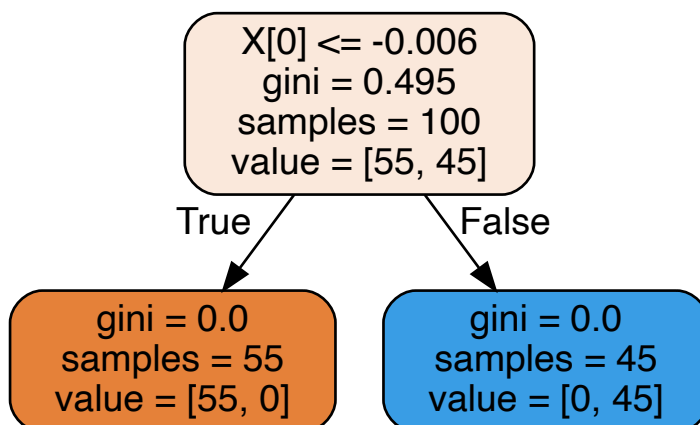 X[0] <= -0.006
gini = 0.495
samples = 100
value = [55, 45]
True
False
gini = 0.0
samples = 55
value = [55, 0]
gini = 0.0
samples = 45
value = [0, 45]